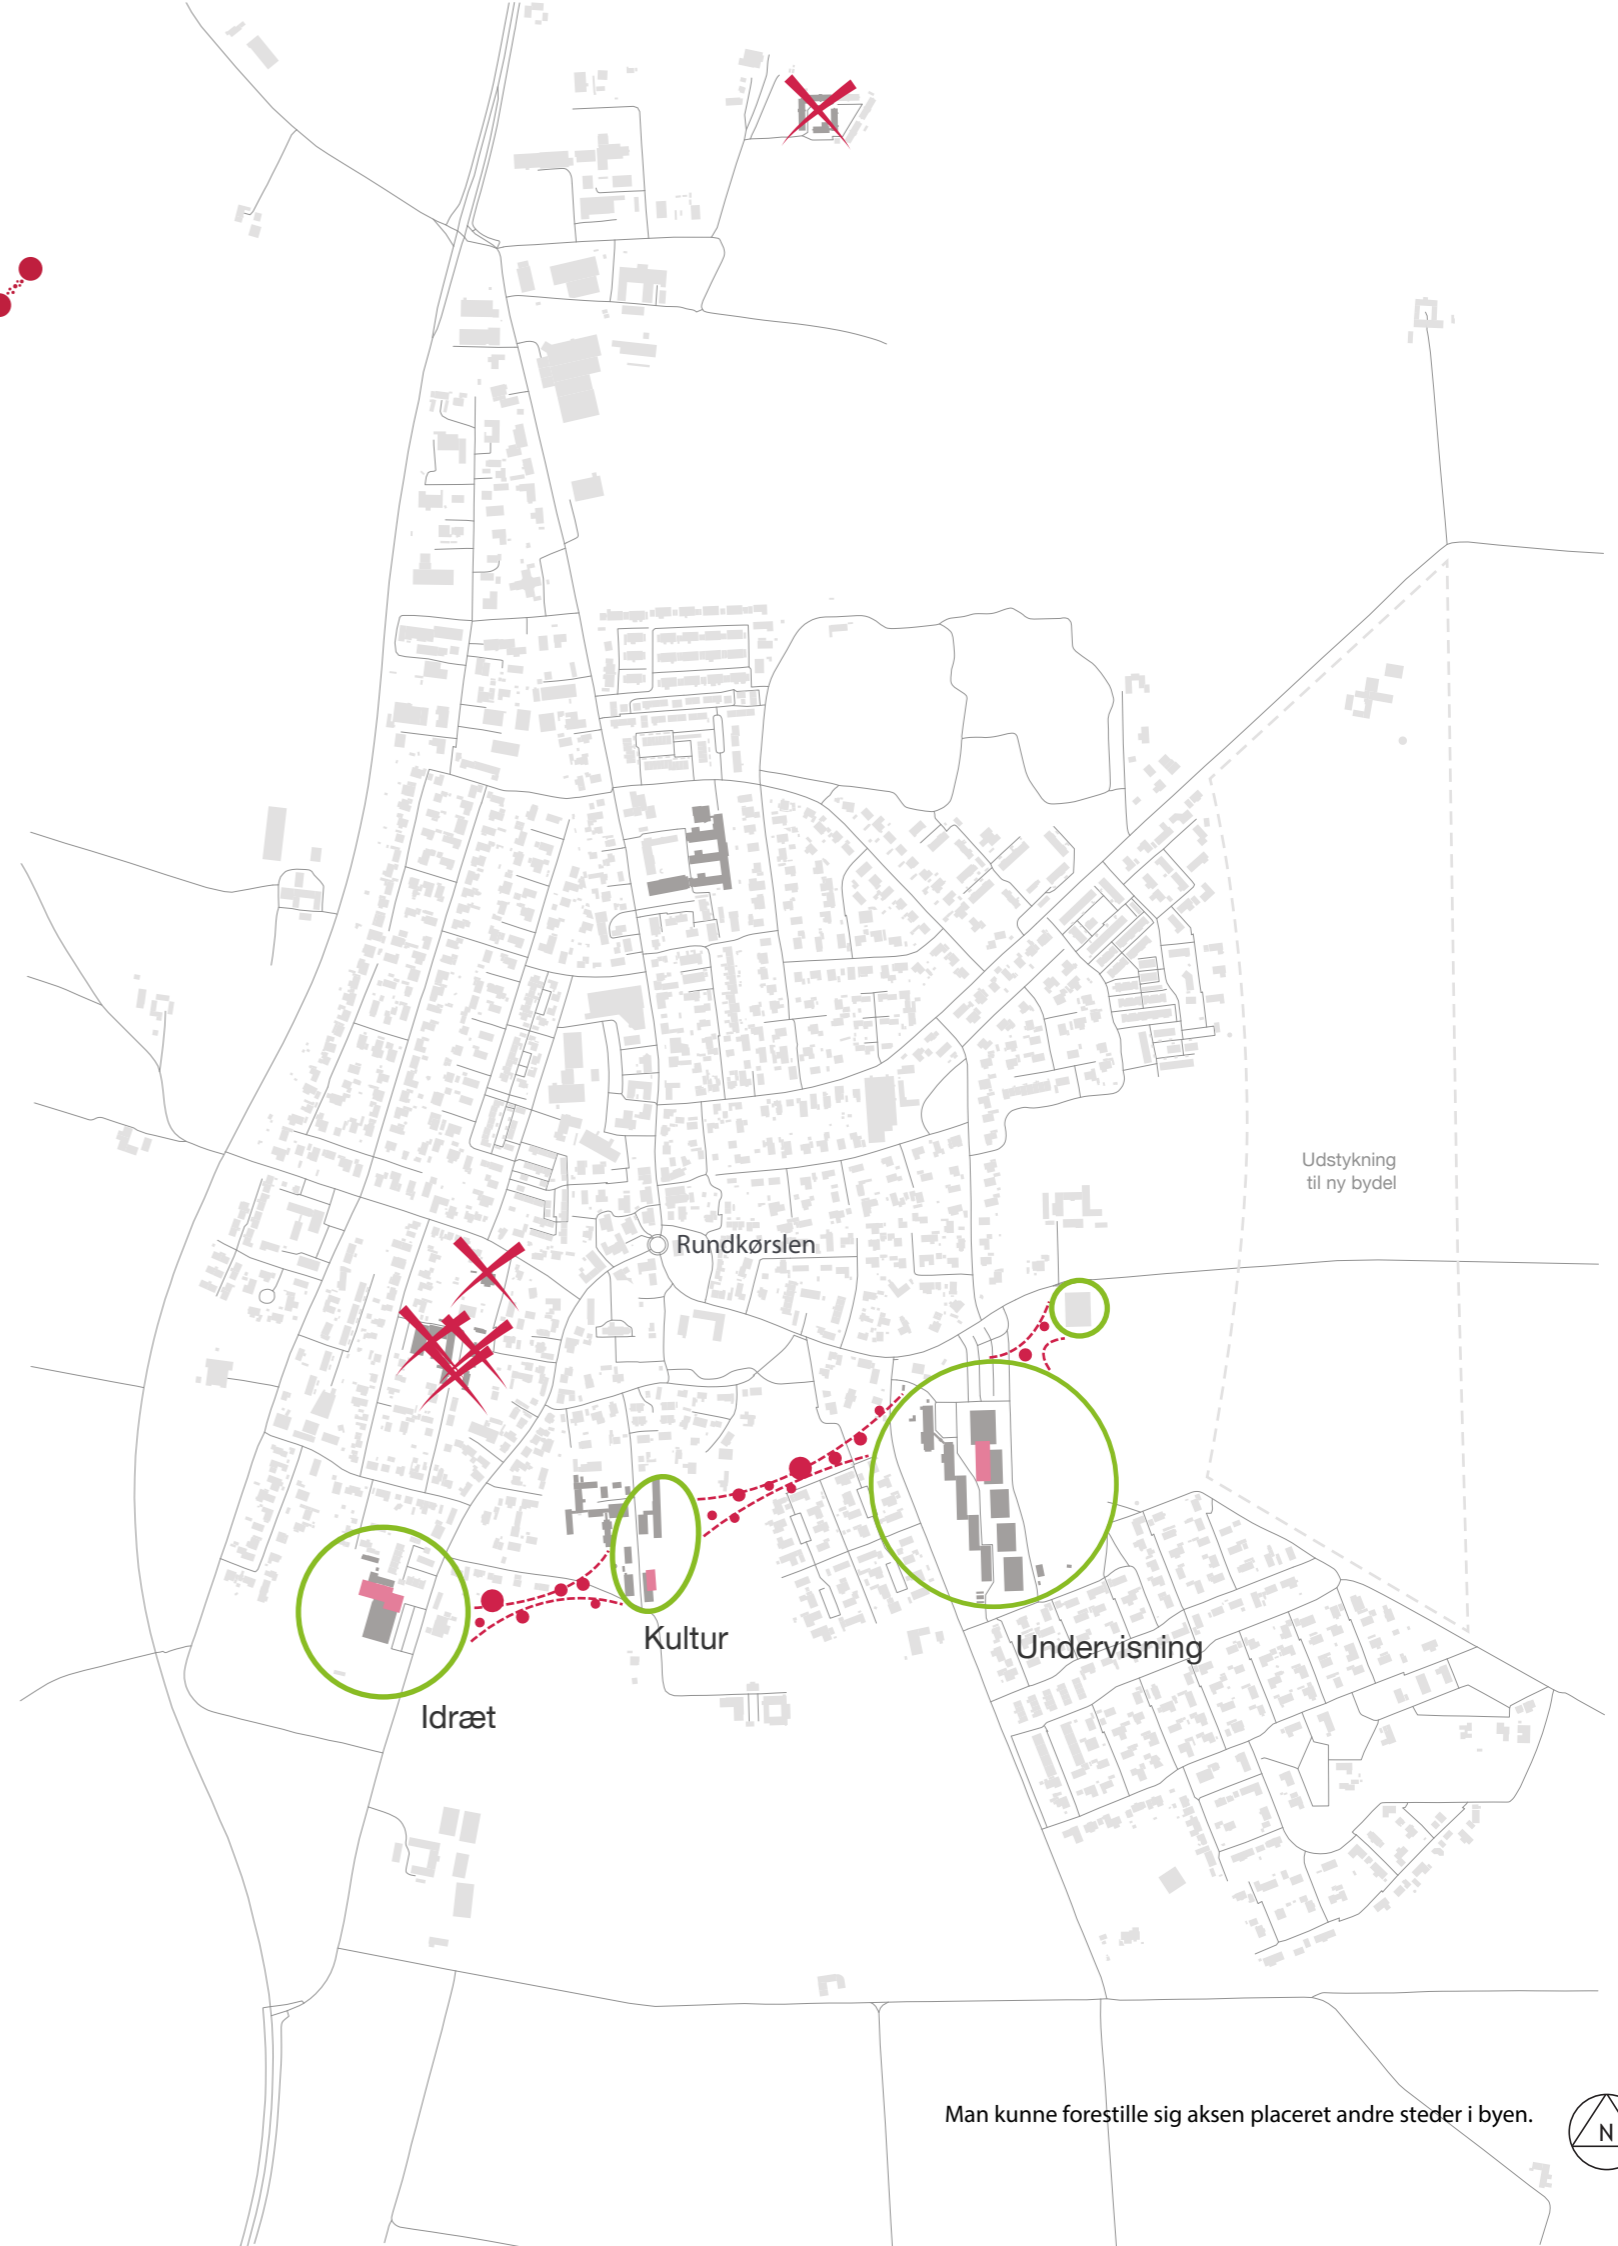 Udstykning
til ny bydel
Rundkørslen
Kultur
Undervisning
Idræt
Man kunne forestille sig aksen placeret andre steder i byen.
N